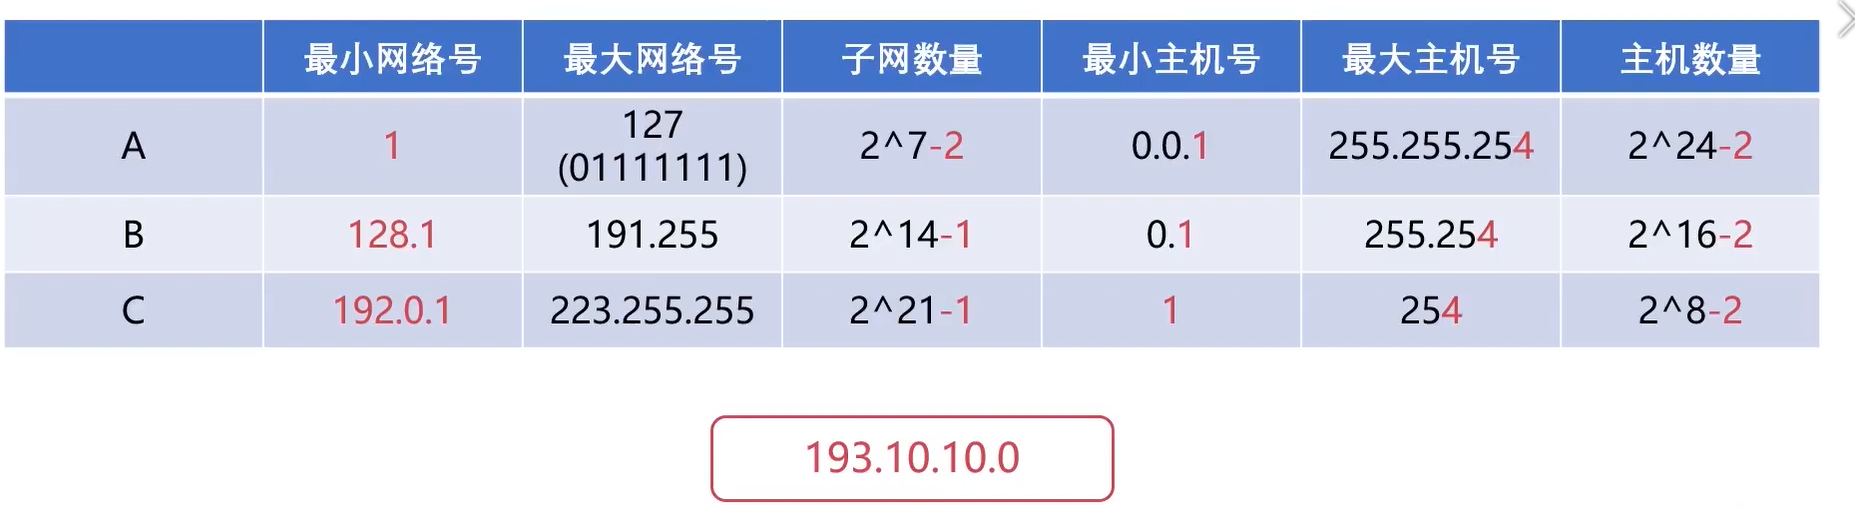 最小网络号 最大网络号 子网数量 最小主机号 最大主机号 主机数量
A 1 127 (01111111) 2^7-2 0.0.1 255.255.254 2^24-2
B 128.1 191.255 2^14-1 0.1 255.254 2^16-2
C 192.0.1 223.255.255 2^21-1 1 254 2^8-2
193.10.10.0